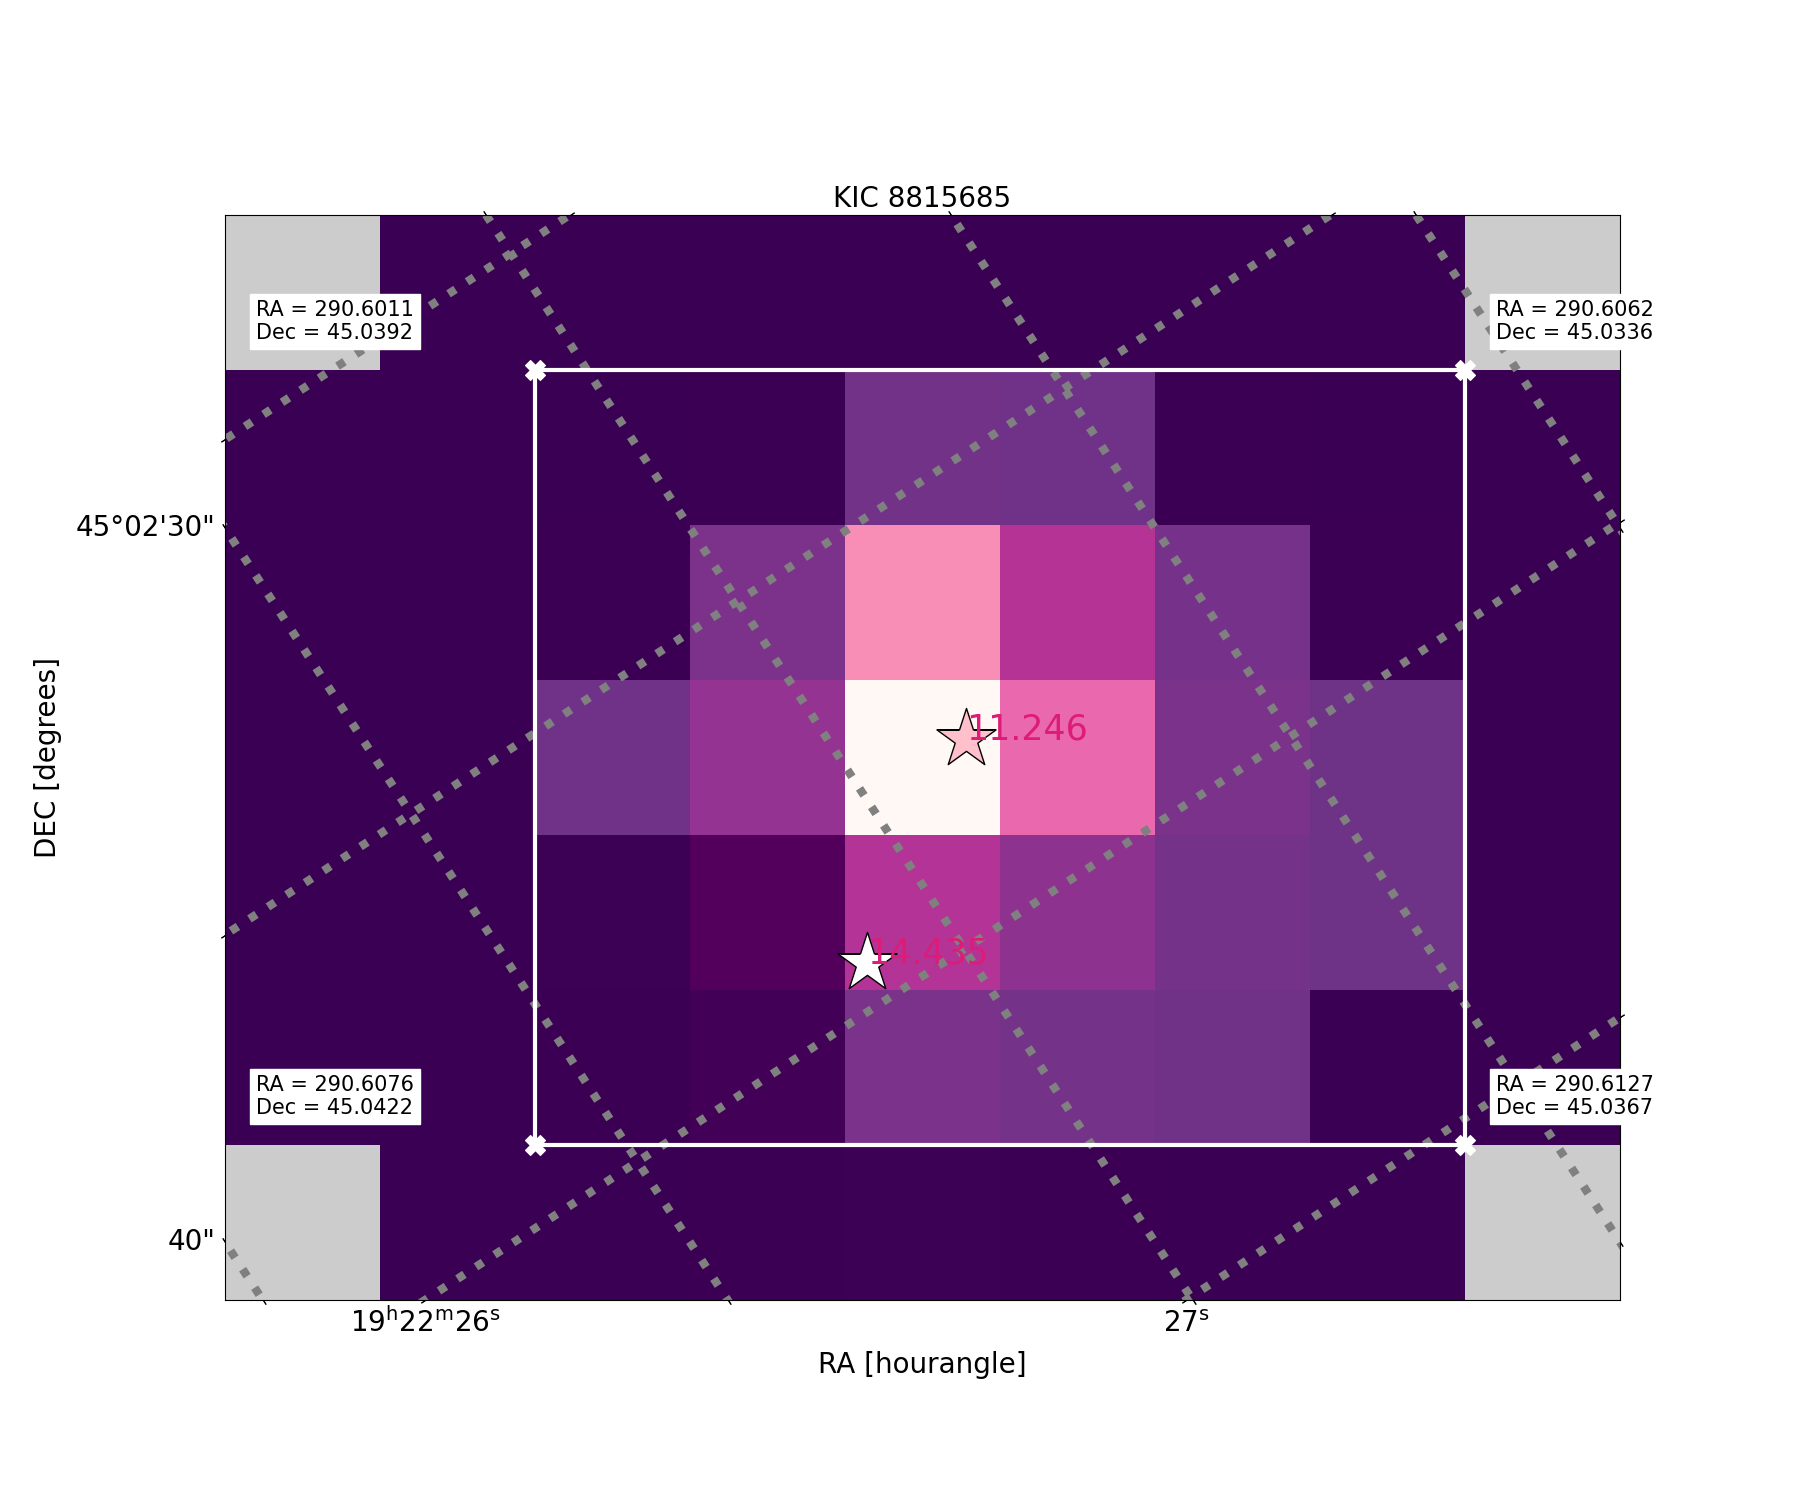 KIC 8815685
RA = 290.6011
Dec = 45.0392
RA = 290.6062
Dec = 45.0336
45°02'30"
11.246
DEC [degrees]
14.435
RA = 290.6076
Dec = 45.0422
RA = 290.6127
Dec = 45.0367
40"
19h22m26s
27s
RA [hourangle]